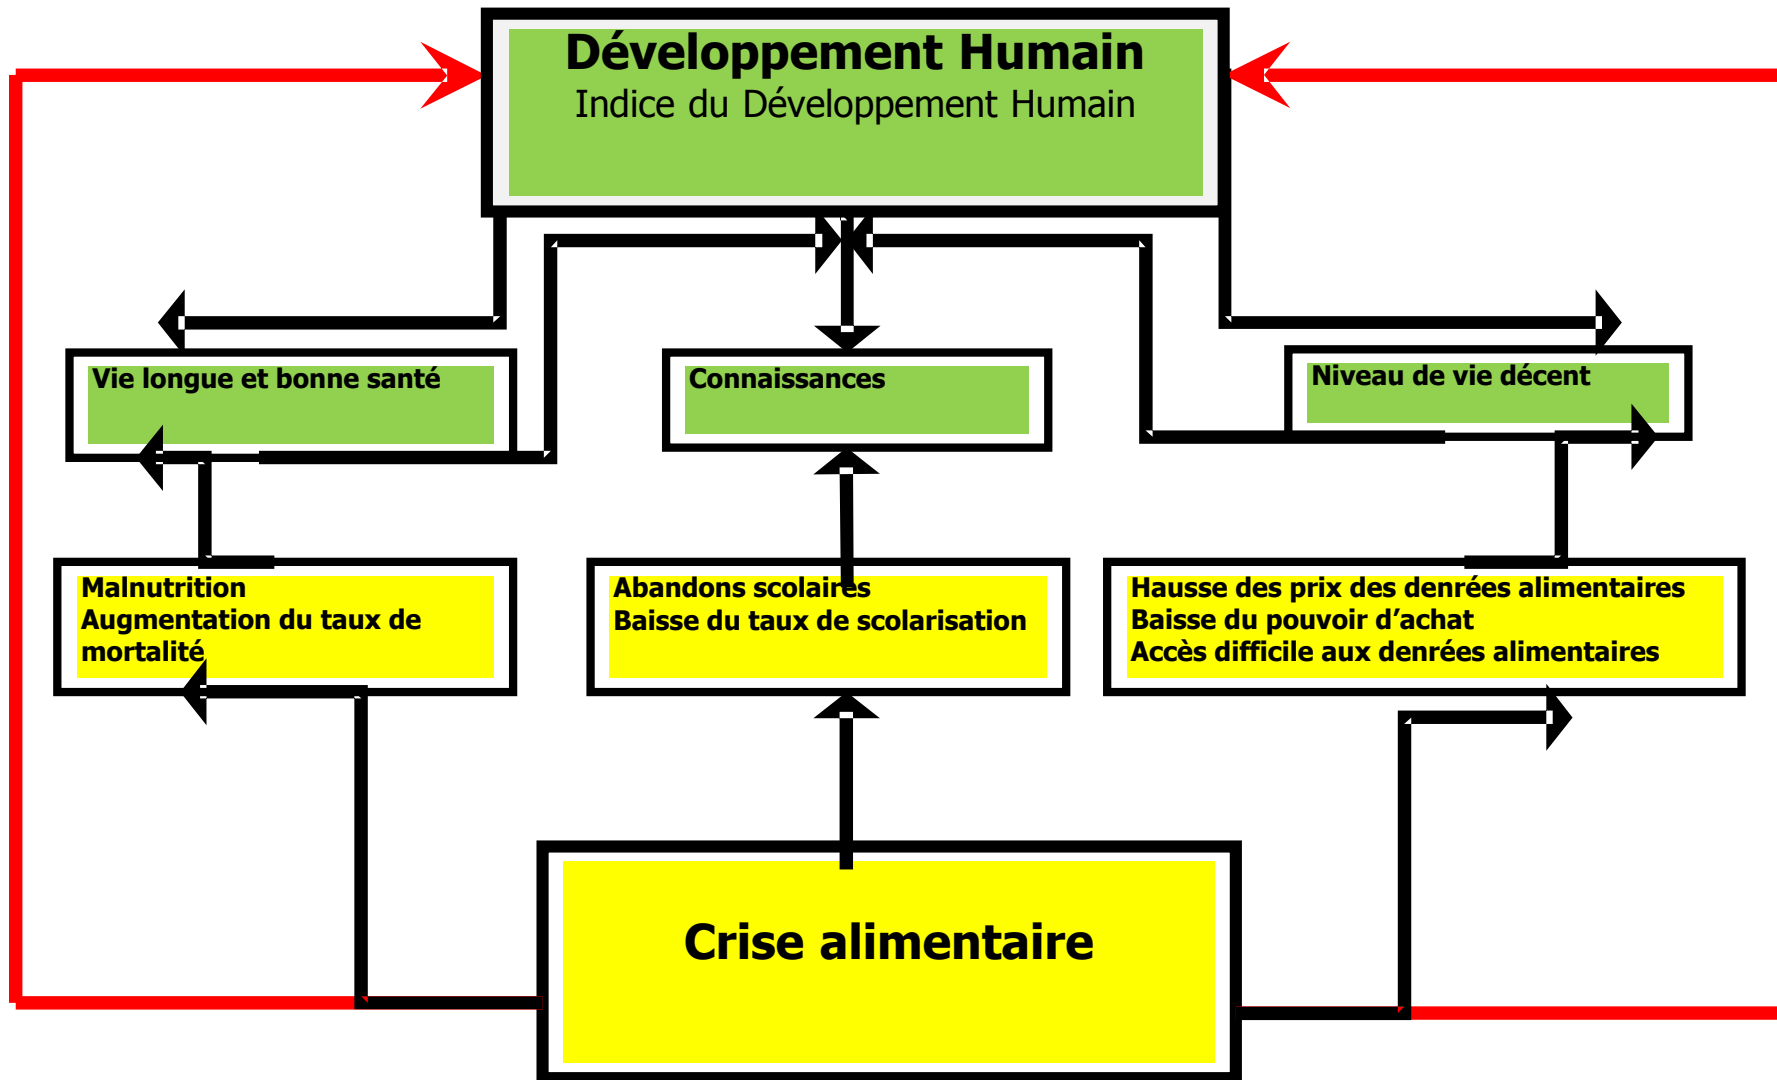 Développement Humain
Indice du Développement Humain
Vie longue et bonne santé
Connaissances
Niveau de vie décent
Malnutrition
Augmentation du taux de
mortalité
Abandons scolaires
Baisse du taux de scolarisation
Hausse des prix des denrées alimentaires
Baisse du pouvoir d’achat
Accès difficile aux denrées alimentaires
Crise alimentaire